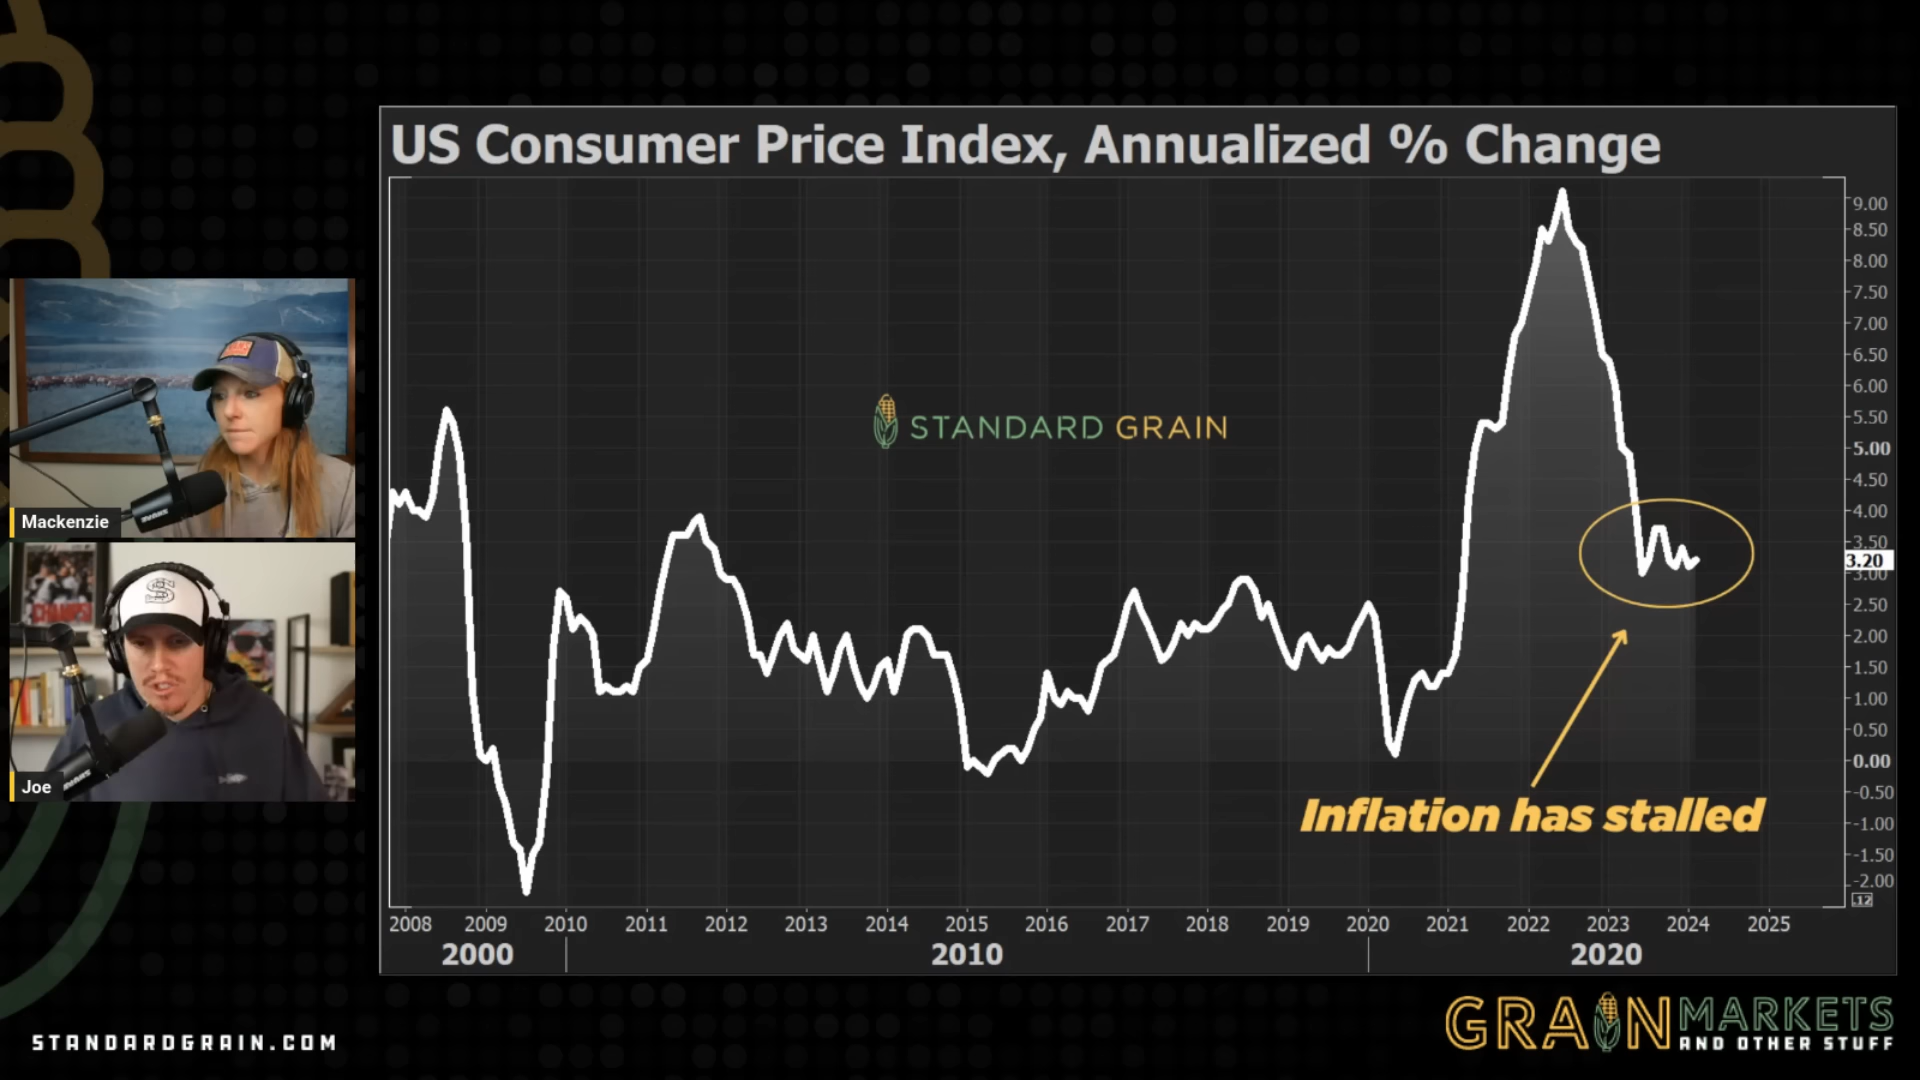 US Consumer Price Index, Annualized % Change
STANDARD GRAIN
9.00
8.50
8.00
7.50
7.00
6.50
6.00
5.50
5.00
4.50
4.00
3.50
3.20
3.00
2.50
2.00
1.50
1.00
0.50
0.00
-0.50
-1.00
-1.50
-2.00
.12
Inflation has stalled
2008 2009 2010 2011 2012 2013 2014 2015 2016 2017 2018 2019 2020 2021 2022 2023 2024 2025
2000 2010 2020
Mackenzie
Joe
STANDARDGRAIN.COM
GRAIN MARKETS
AND OTHER STUFF